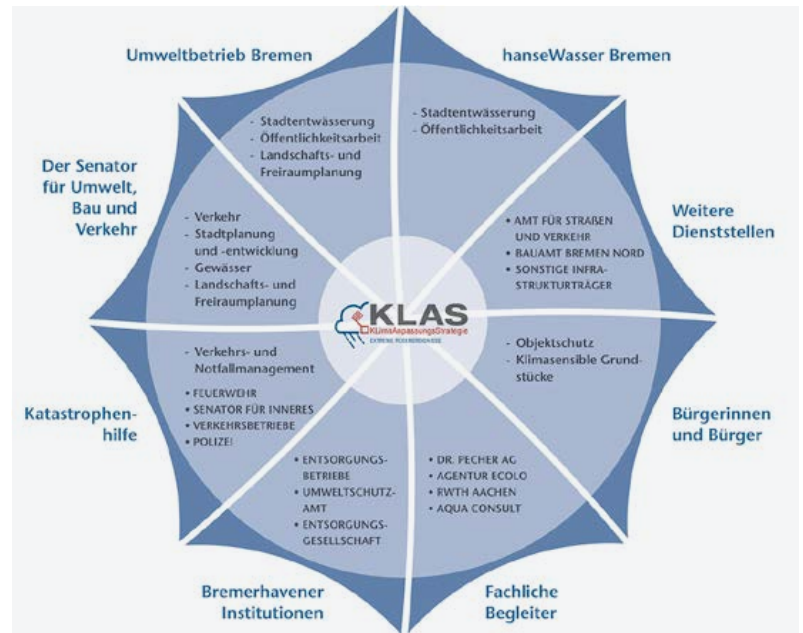 Umweltbetrieb Bremen
- Stadtentwässerung
- Öffentlichkeitsarbeit
- Landschafts- und
Freiraumplanung
hanseWasser Bremen
- Stadtentwässerung
- Öffentlichkeitsarbeit
Der Senator
für Umwelt,
Bau und
Verkehr
- Verkehr
- Stadtplanung
und -entwicklung
- Gewässer
- Landschafts- und
Freiraumplanung
Weitere
Dienststellen
• AMT FÜR STRAßEN
UND VERKEHR
• BAUAMT BREMEN NORD
• SONSTIGE INFRA-
STRUKTURTRÄGER
KLAS
KLimaAnpassungsStrategie
EXTREME REGENEREIGNISSE
Katastrophen-
hilfe
- Verkehrs- und
Notfallmanagement
• FEUERWEHR
• SENATOR FÜR INNERES
• VERKEHRSBETRIEBE
• POLIZEI
- Objektschutz
- Klimasensible Grund-
stücke
Bürgerinnen
und Bürger
• ENTSORGUNGS-
BETRIEBE
• UMWELTSCHUTZ-
AMT
• ENTSORGUNGS-
GESELLSCHAFT
Bremerhavener
Institutionen
• DR. PECHER AG
• AGENTUR ECOLO
• RWTH AACHEN
• AQUA CONSULT
Fachliche
Begleiter